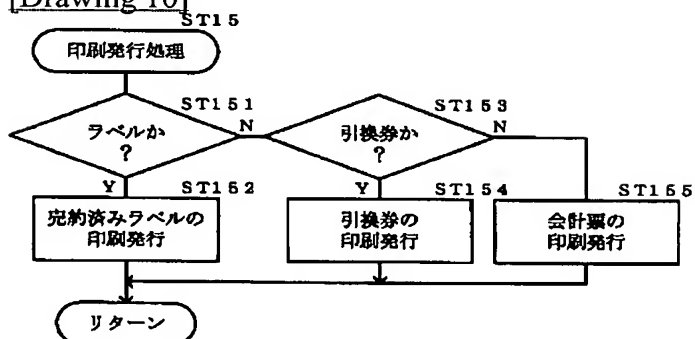 [Drawing 10]
ST15
印刷発行処理
ST151
ラベルか
?
N
Y
ST152
売約済みラベルの
印刷発行
ST153
引換券か
?
N
Y
ST154
引換券の
印刷発行
ST155
会計票の
印刷発行
リターン